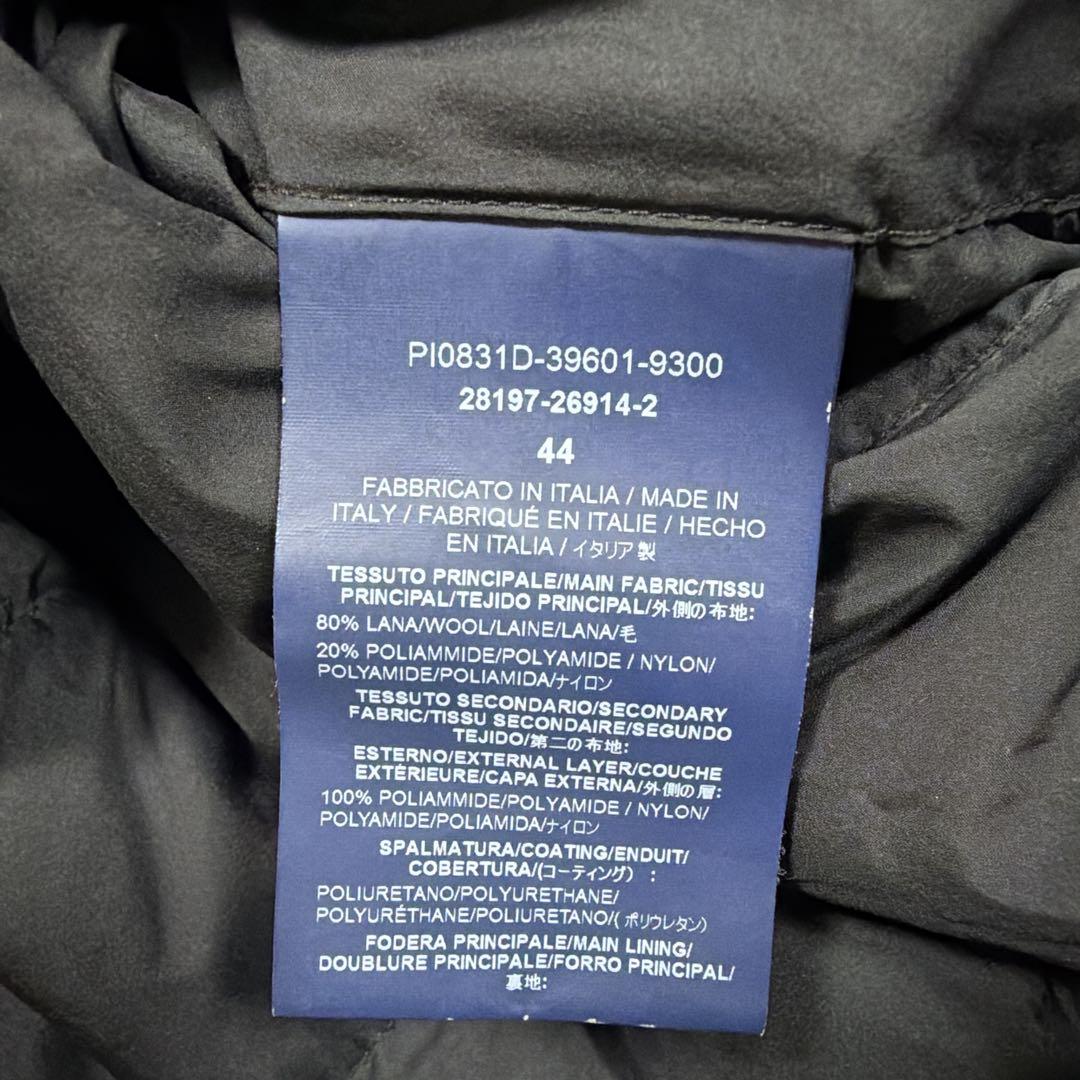 PI0831D-39601-9300
28197-26914-2
44
FABBRICATO IN ITALIA / MADE IN
ITALY / FABRIQUÉ EN ITALIE / HECHO
EN ITALIA / イタリア製
TESSUTO PRINCIPALE/MAIN FABRIC/TISSU
PRINCIPAL/TEJIDO PRINCIPAL/外側の布地:
80% LANA/WOOL/LAINE/LANA/毛
20% POLIAMMIDE/POLYAMIDE / NYLON/
POLYAMIDE/POLIAMIDA/ナイロン
TESSUTO SECONDARIO/SECONDARY
FABRIC/TISSU SECONDAIRE/SEGUNDO
TEJIDO/第二の布地:
ESTERNO/EXTERNAL LAYER/COUCHE
EXTÉRIEURE/CAPA EXTERNA/外側の層:
100% POLIAMMIDE/POLYAMIDE / NYLON/
POLYAMIDE/POLIAMIDA/ナイロン
SPALMATURA/COATING/ENDUIT/
COBERTURA/(コーティング) :
POLIURETANO/POLYURETHANE/
POLYURÉTHANE/POLIURETANO/( ポリウレタン)
FODERA PRINCIPALE/MAIN LINING/
DOUBLURE PRINCIPALE/FORRO PRINCIPAL/
裏地: